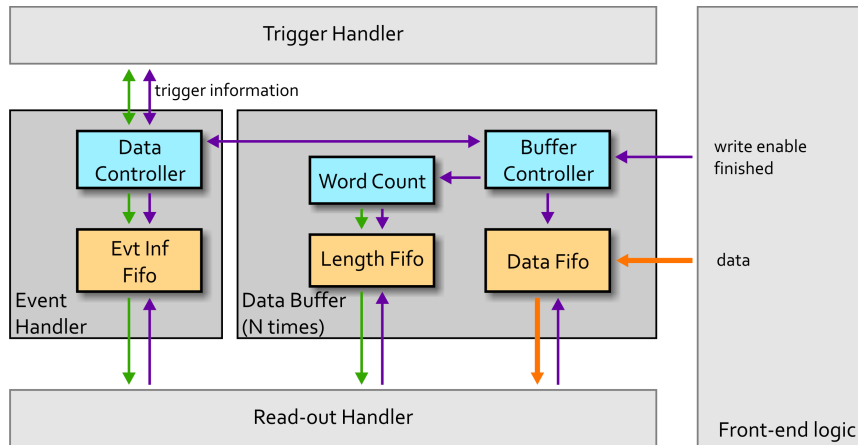 Trigger Handler
trigger information
Data
Controller
Buffer
Controller
write enable
finished
Word Count
Evt Inf
Fifo
Length Fifo
Data Fifo
data
Event
Handler
Data Buffer
(N times)
Read-out Handler
Front-end logic